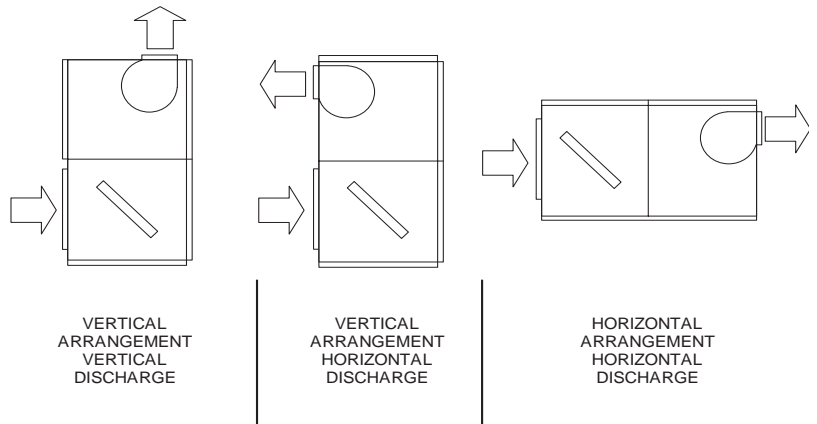 VERTICAL
ARRANGEMENT
VERTICAL
DISCHARGE
VERTICAL
ARRANGEMENT
HORIZONTAL
DISCHARGE
HORIZONTAL
ARRANGEMENT
HORIZONTAL
DISCHARGE